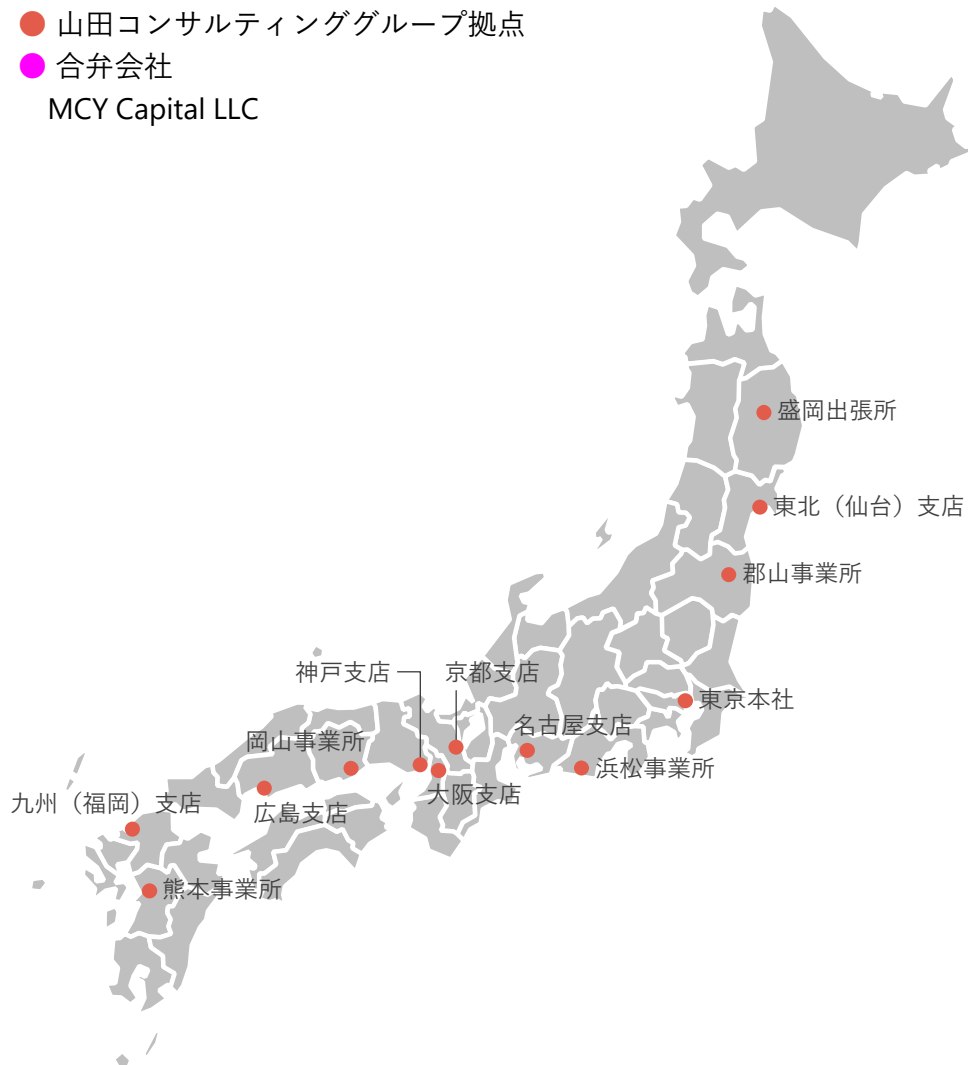 山田コンサルティンググループ拠点
合弁会社
MCY Capital LLC
盛岡出張所
東北（仙台）支店
郡山事業所
神戸支店
京都支店
東京本社
名古屋支店
岡山事業所
浜松事業所
大阪支店
九州（福岡）支店
広島支店
熊本事業所